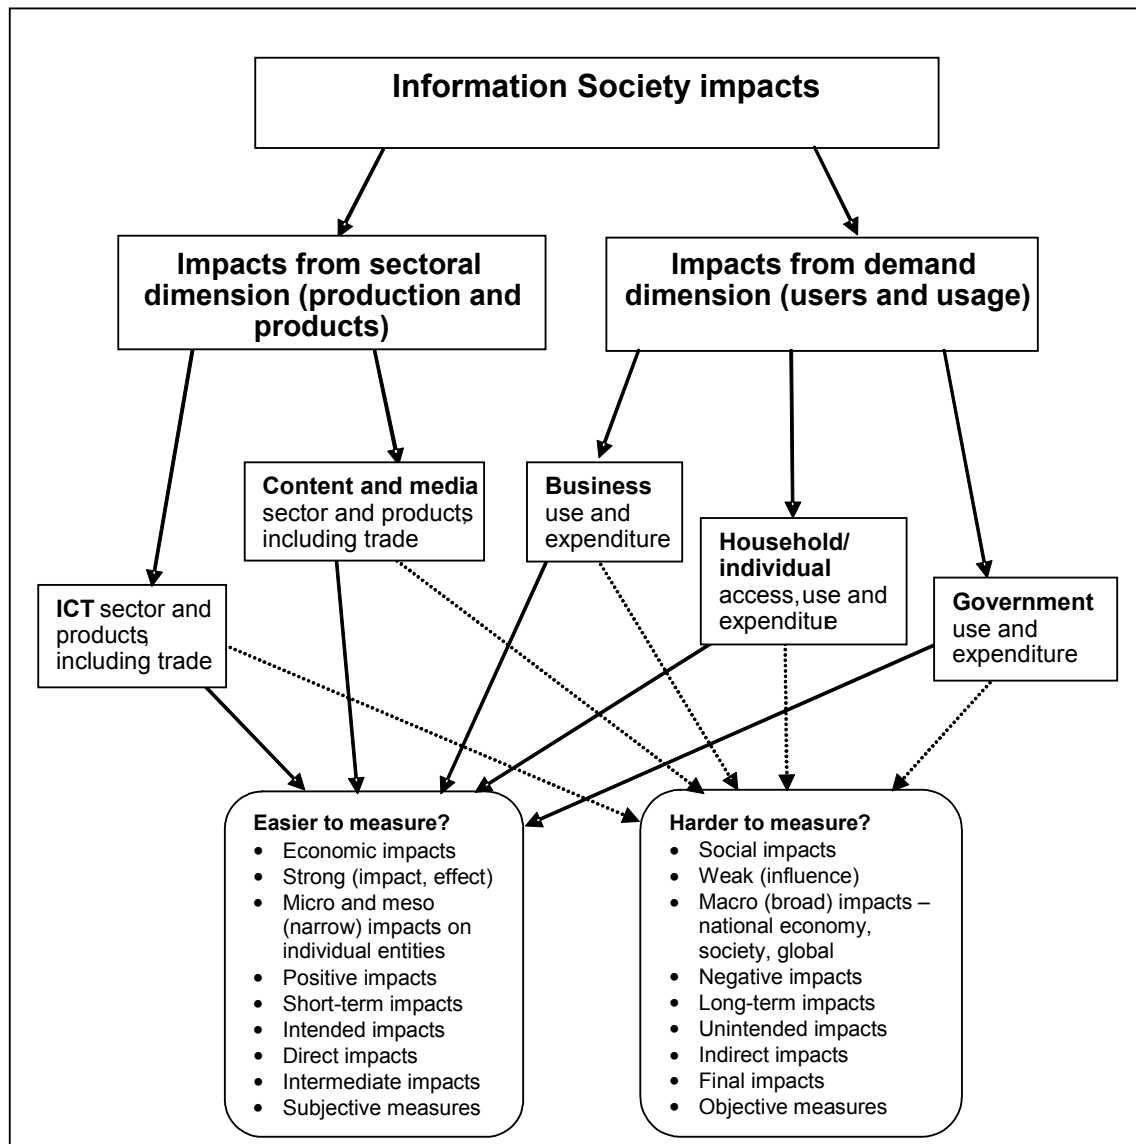 Information Society impacts
Impacts from sectoral
dimension (production and
products)
Impacts from demand
dimension (users and usage)
Content and media
sector and products,
including trade
Business
use and
expenditure
Household/
individual
access, use and
expenditure
ICT sector and
products,
including trade
Government
use and
expenditure
Easier to measure?
• Economic impacts
• Strong (impact, effect)
• Micro and meso
(narrow) impacts on
individual entities
• Positive impacts
• Short-term impacts
• Intended impacts
• Direct impacts
• Intermediate impacts
• Subjective measures
Harder to measure?
• Social impacts
• Weak (influence)
• Macro (broad) impacts –
national economy,
society, global
• Negative impacts
• Long-term impacts
• Unintended impacts
• Indirect impacts
• Final impacts
• Objective measures